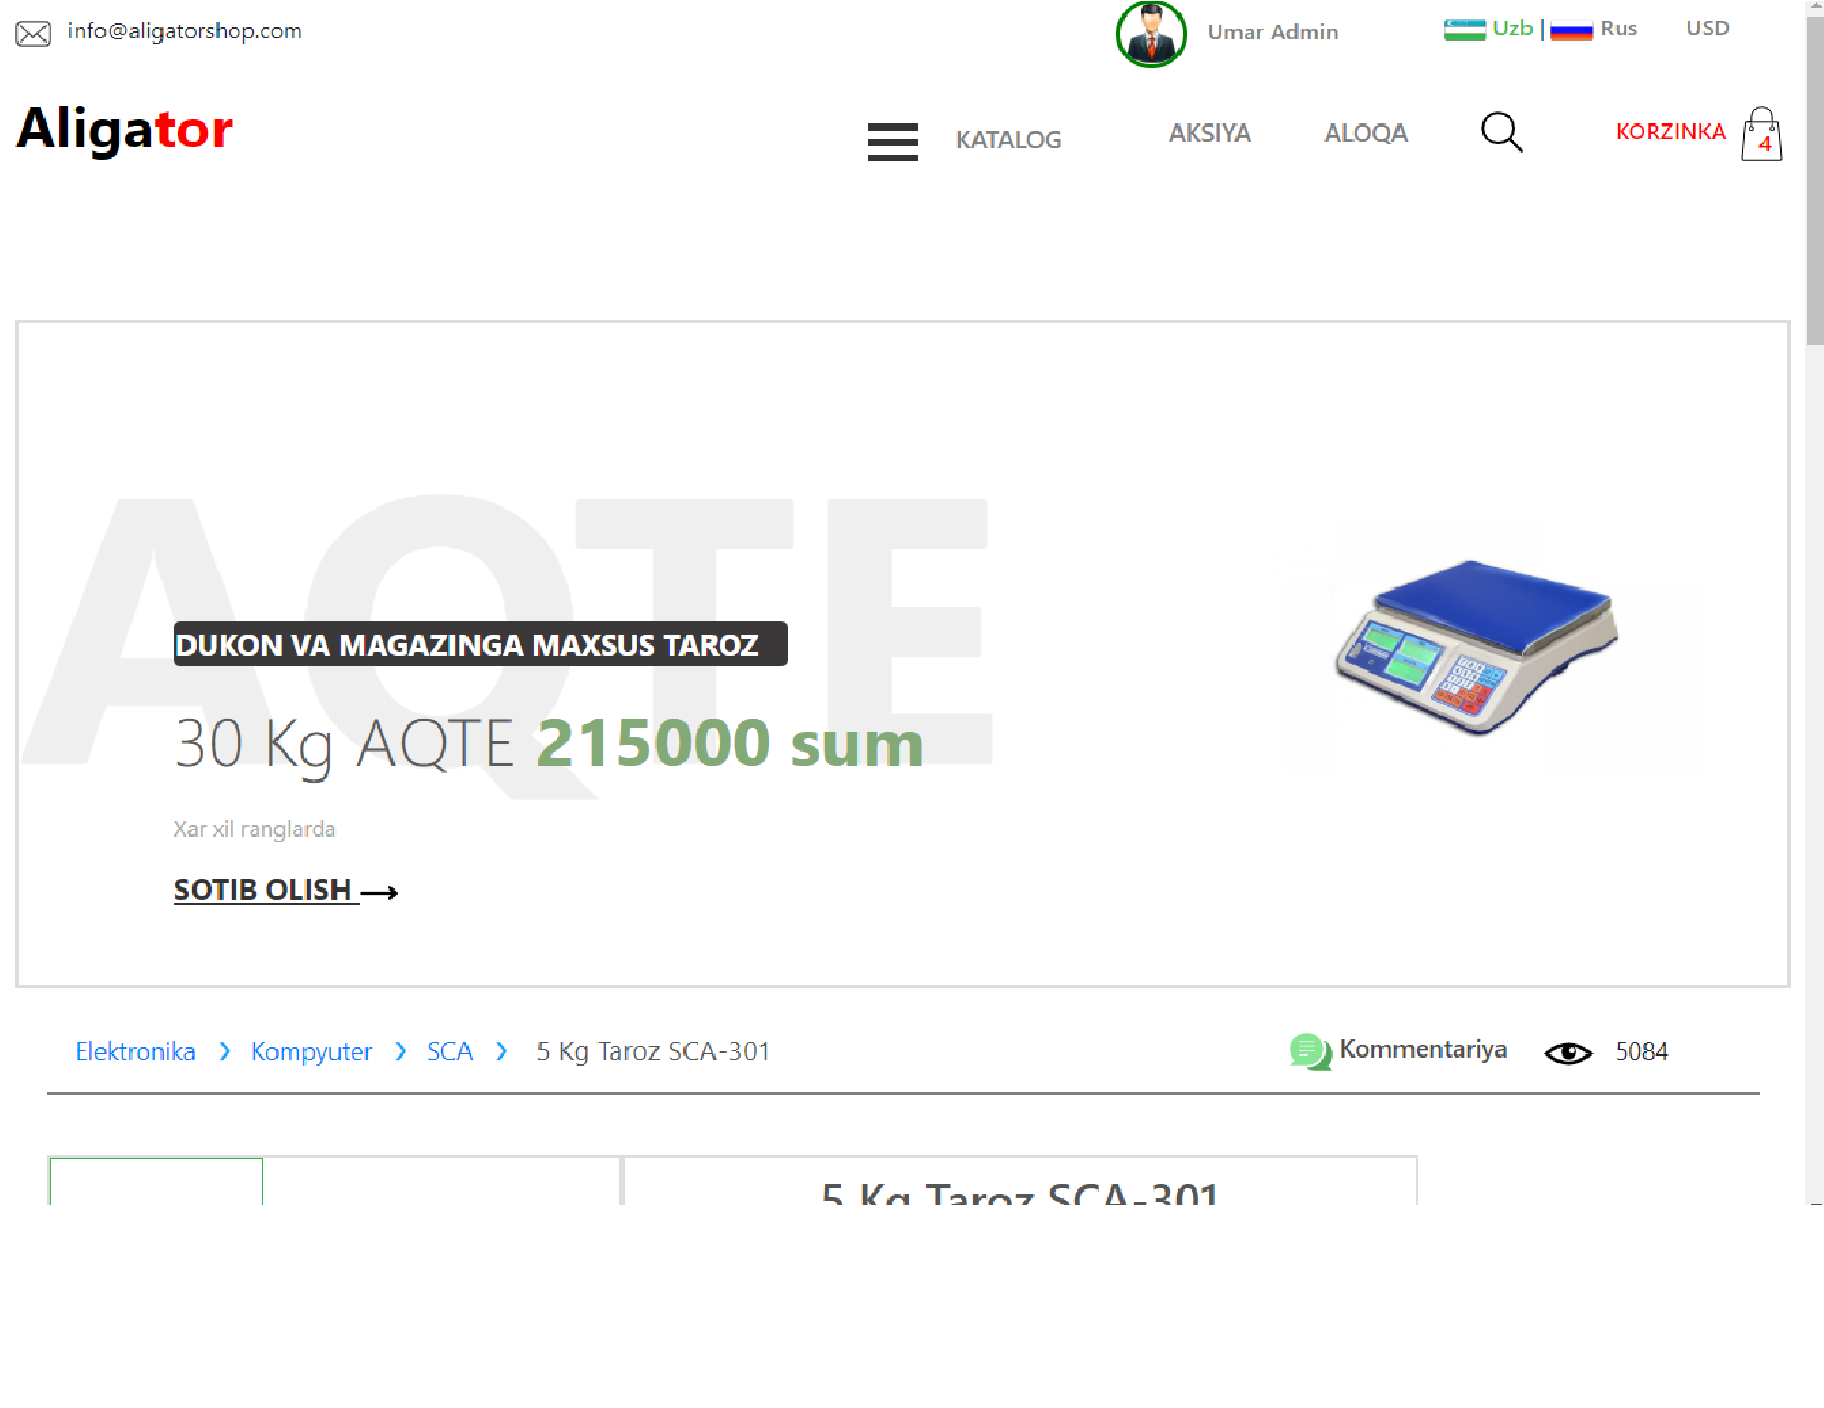 info@aligatorshop.com
Umar Admin
Uzb | Rus
USD
Aligator
KATALOG
AKSIYA
ALOQA
KORZINKA
4
AQTE
DUKON VA MAGAZINGA MAXSUS TAROZ
30 Kg AQTE 215000 sum
Xar xil ranglarda
SOTIB OLISH
Elektronika > Kompyuter > SCA > 5 Kg Taroz SCA-301
Kommentariya
5084
5 Kg Taroz SCA-301